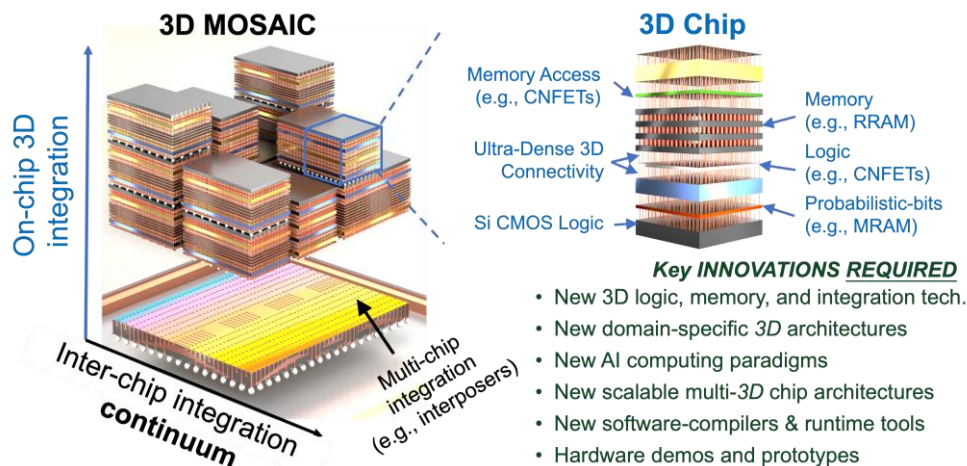 3D MOSAIC
On-chip 3D
integration
Inter-chip integration
continuum
Multi-chip
integration
(e.g., interposers)
3D Chip
Memory Access
(e.g., CNFETs)
Ultra-Dense 3D
Connectivity
Si CMOS Logic
Memory
(e.g., RRAM)
Logic
(e.g., CNFETs)
Probabilistic-bits
(e.g., MRAM)
Key INNOVATIONS REQUIRED
• New 3D logic, memory, and integration tech.
• New domain-specific 3D architectures
• New AI computing paradigms
• New scalable multi-3D chip architectures
• New software-compilers & runtime tools
• Hardware demos and prototypes